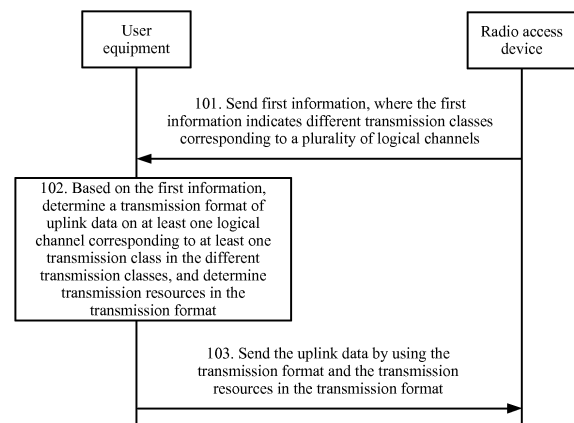 User
equipment
Radio access
device
101. Send first information, where the first
information indicates different transmission classes
corresponding to a plurality of logical channels
102. Based on the first information,
determine a transmission format of
uplink data on at least one logical
channel corresponding to at least one
transmission class in the different
transmission classes, and determine
transmission resources in the
transmission format
103. Send the uplink data by using the
transmission format and the transmission
resources in the transmission format